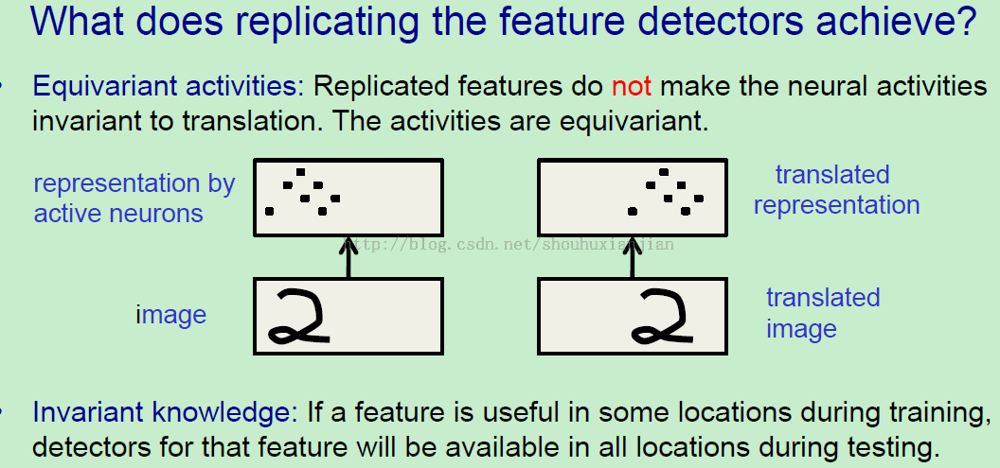 What does replicating the feature detectors achieve?
• Equivariant activities: Replicated features do not make the neural activities
invariant to translation. The activities are equivariant.
representation by
active neurons
translated
representation
http://blog.csdn.net/shouhuxianjian
image
2
2
translated
image
• Invariant knowledge: If a feature is useful in some locations during training,
detectors for that feature will be available in all locations during testing.